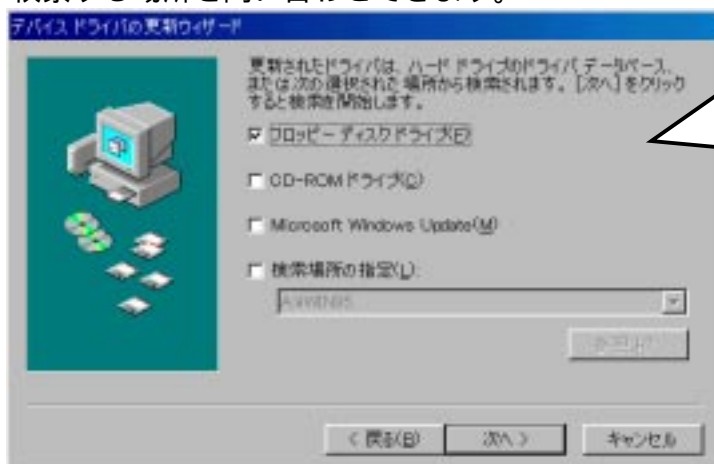 検索する場所を問い合わせてきます。
デバイス ドライバの更新ウィザード
更新されたドライバは、ハード ドライブのドライバ データベース、
または次の選択された場所から検索されます。[次へ] をクリック
すると検索を開始します。
フロッピー ディスク ドライブ(F)
CD-ROM ドライブ(C)
Microsoft Windows Update(M)
検索場所の指定(L):
A:¥WIN95
参照(R)...
< 戻る(B)
次へ >
キャンセル